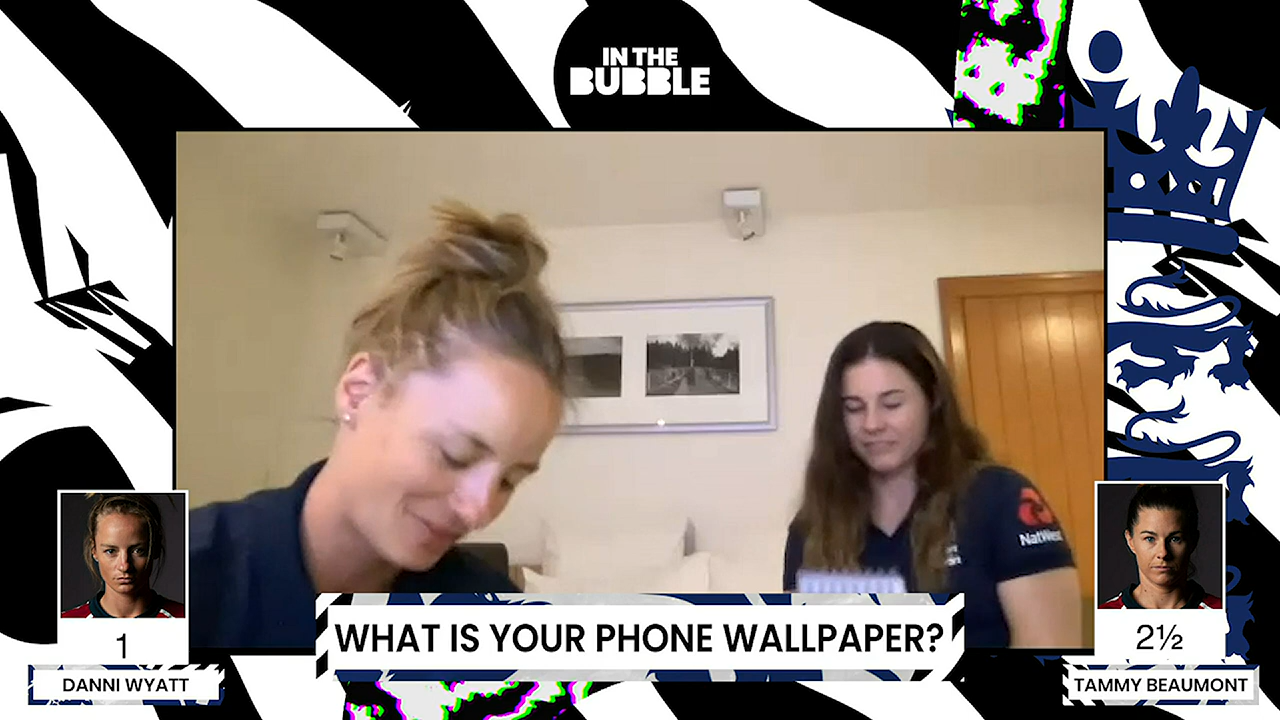 IN THE
BUBBLE
NatWest
WHAT IS YOUR PHONE WALLPAPER?
1
DANNI WYATT
2½
TAMMY BEAUMONT